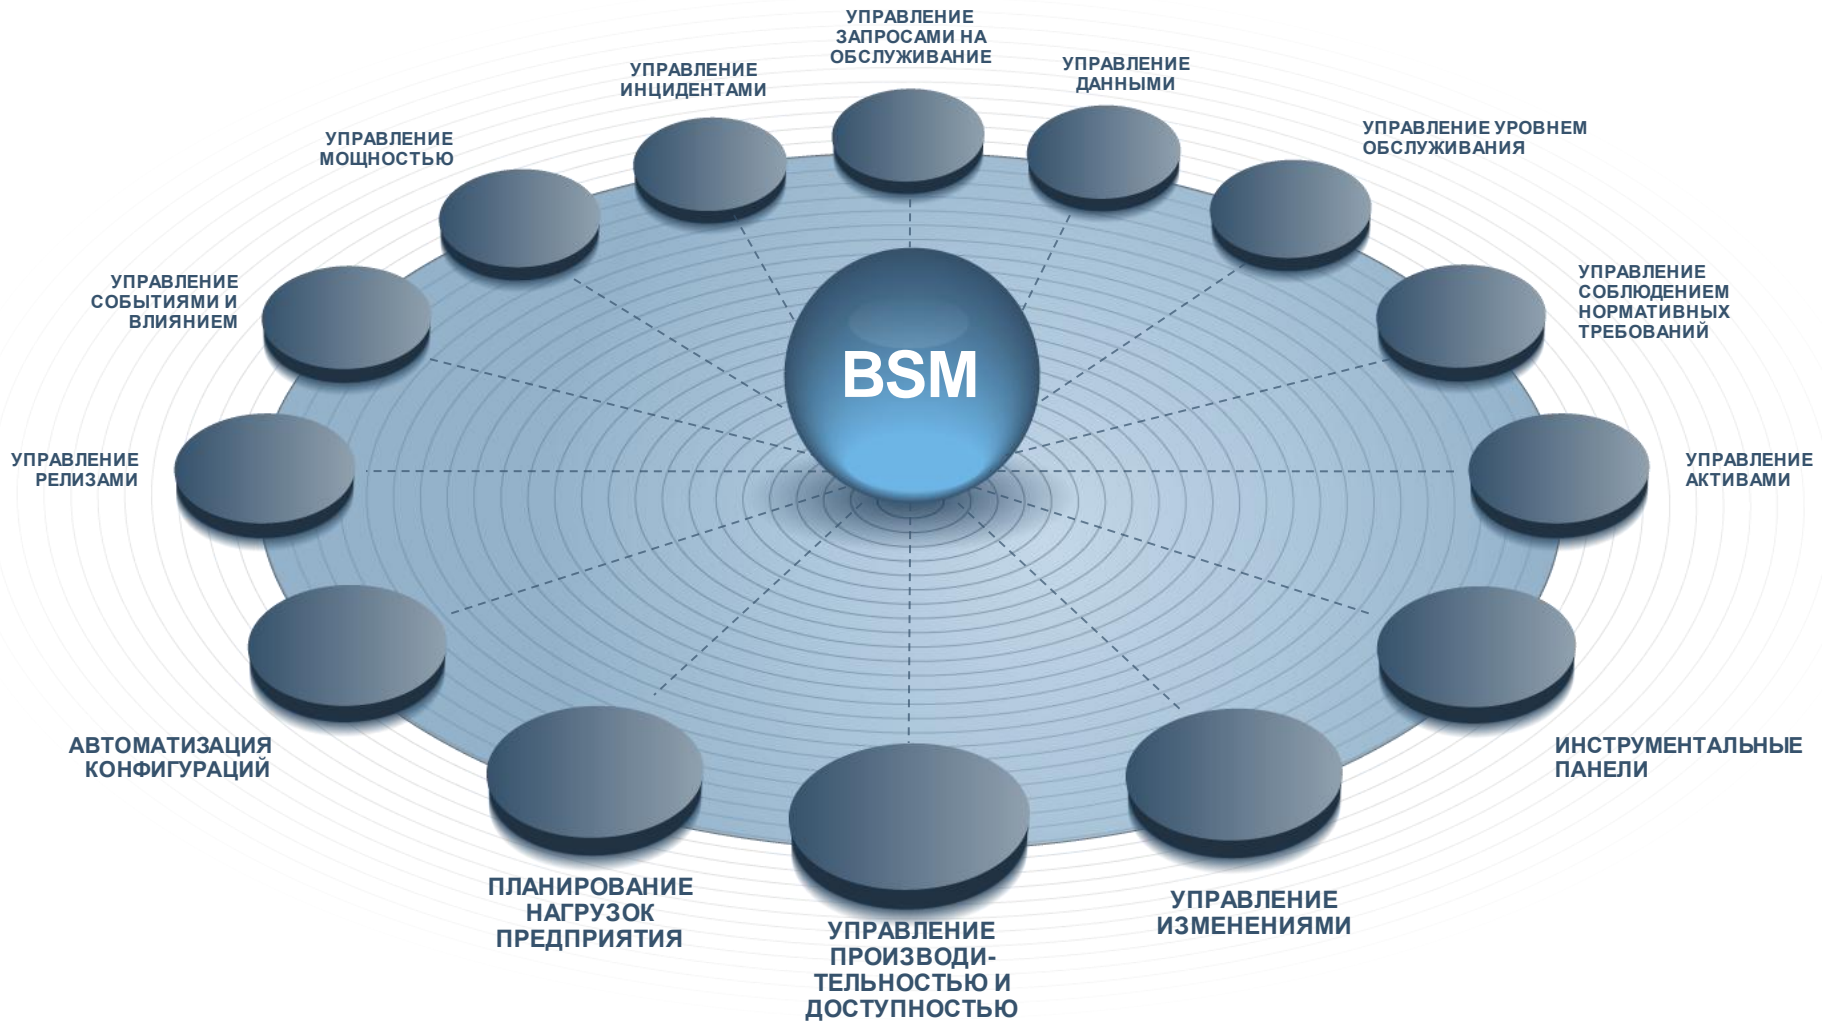 УПРАВЛЕНИЕ
ЗАПРОСАМИ НА
ОБСЛУЖИВАНИЕ
УПРАВЛЕНИЕ
ДАННЫМИ
УПРАВЛЕНИЕ
ИНЦИДЕНТАМИ
УПРАВЛЕНИЕ УРОВНЕМ
ОБСЛУЖИВАНИЯ
УПРАВЛЕНИЕ
МОЩНОСТЬЮ
УПРАВЛЕНИЕ
СОБЛЮДЕНИЕМ
НОРМАТИВНЫХ
ТРЕБОВАНИЙ
УПРАВЛЕНИЕ
СОБЫТИЯМИ И
ВЛИЯНИЕМ
BSM
УПРАВЛЕНИЕ
РЕЛИЗАМИ
УПРАВЛЕНИЕ
АКТИВАМИ
АВТОМАТИЗАЦИЯ
КОНФИГУРАЦИЙ
ИНСТРУМЕНТАЛЬНЫЕ
ПАНЕЛИ
ПЛАНИРОВАНИЕ
НАГРУЗОК
ПРЕДПРИЯТИЯ
УПРАВЛЕНИЕ
ПРОИЗВОДИ-
ТЕЛЬНОСТЬЮ И
ДОСТУПНОСТЬЮ
УПРАВЛЕНИЕ
ИЗМЕНЕНИЯМИ